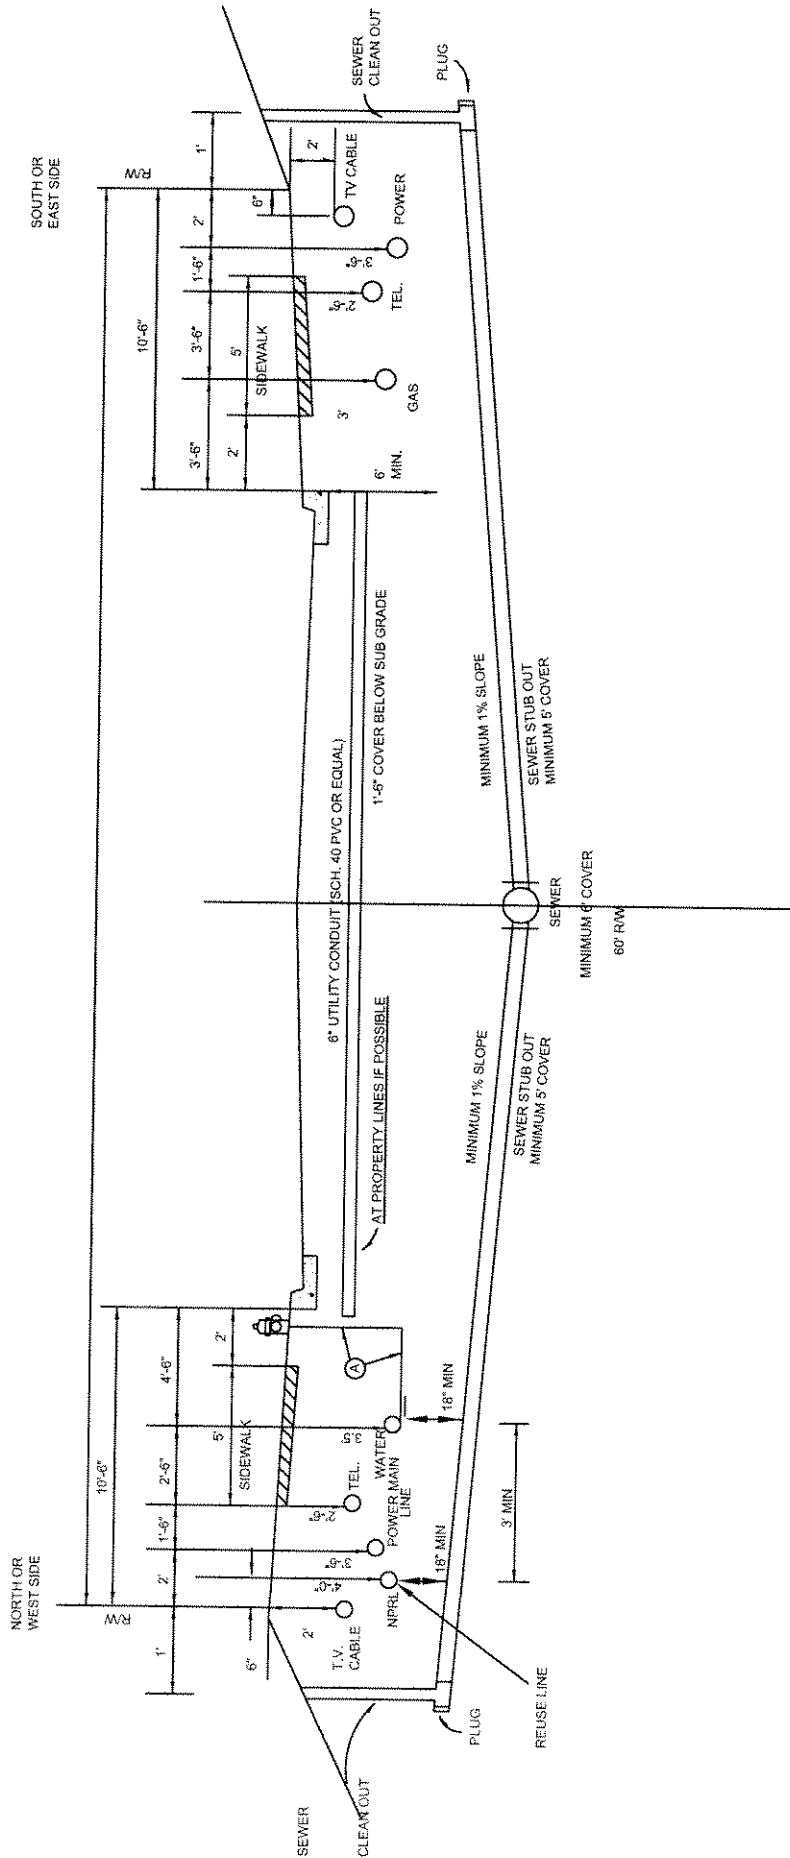 NORTH OR
WEST SIDE
SOUTH OR
EAST SIDE
R/W
R/W
1'
2'
10'-6"
1'-6"
2'-6"
4'-6"
5'
2'
SIDEWALK
6"
2'
T.V.
CABLE
4'-0"
3'-6"
2'-6"
3.5'
NPRL
POWER MAIN
LINE
TEL.
WATER
A
18" MIN
18" MIN
3' MIN
SEWER
CLEAN OUT
PLUG
REUSE LINE
AT PROPERTY LINES IF POSSIBLE
6" UTILITY CONDUIT (SCH. 40 PVC OR EQUAL)
1'-6" COVER BELOW SUB GRADE
MINIMUM 1% SLOPE
SEWER STUB OUT
MINIMUM 5' COVER
SEWER
MINIMUM 6' COVER
60' R/W
MINIMUM 1% SLOPE
SEWER STUB OUT
MINIMUM 5' COVER
10'-6"
3'-6"
3'-6"
1'-6"
2'
1'
2'
5'
SIDEWALK
6"
2'
6'
MIN.
3'
GAS
2'-6"
TEL.
3'-6"
POWER
TV CABLE
SEWER
CLEAN OUT
PLUG